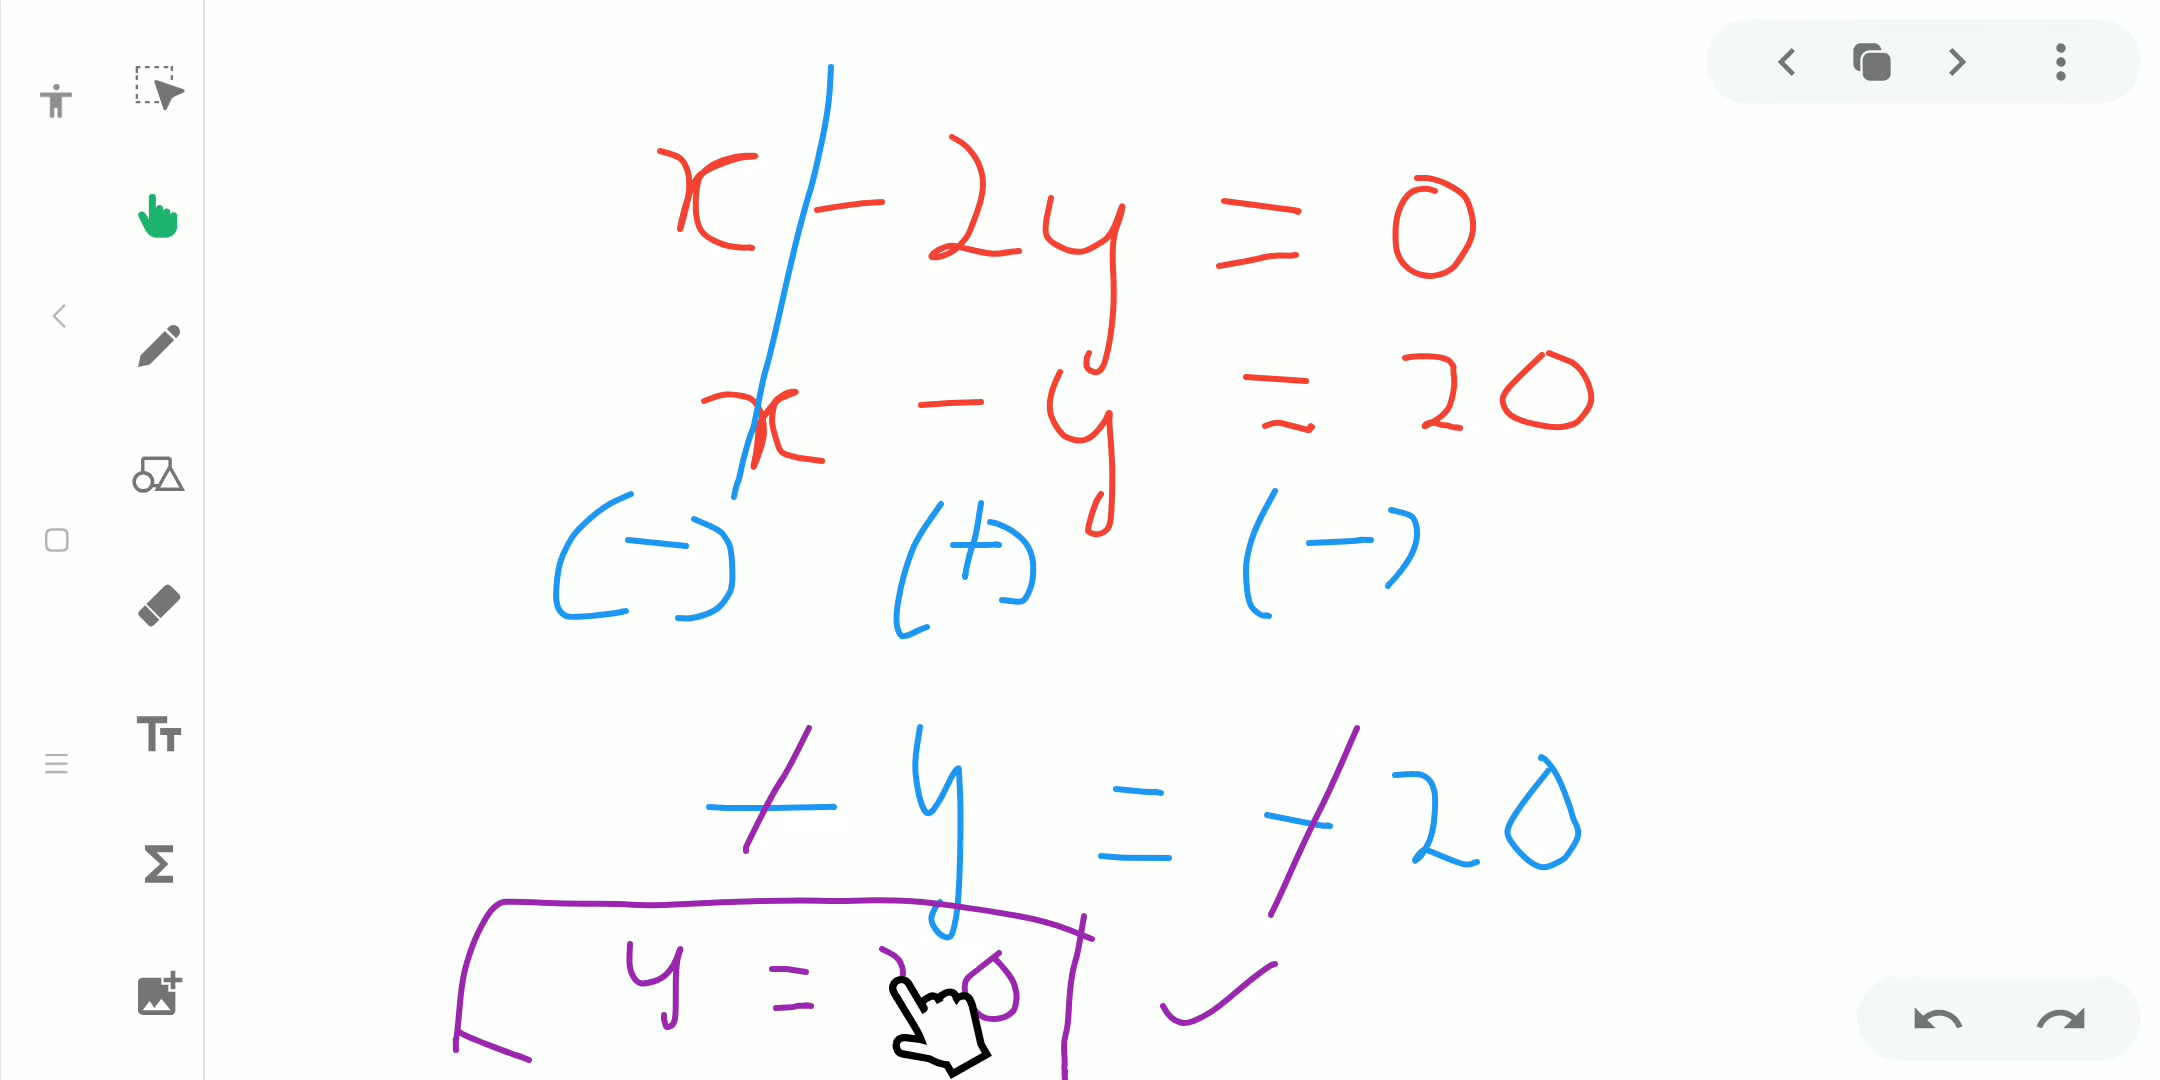 x - 2y = 0
x - y = 20
(-) (+) (-)
- y = - 20
y = 20